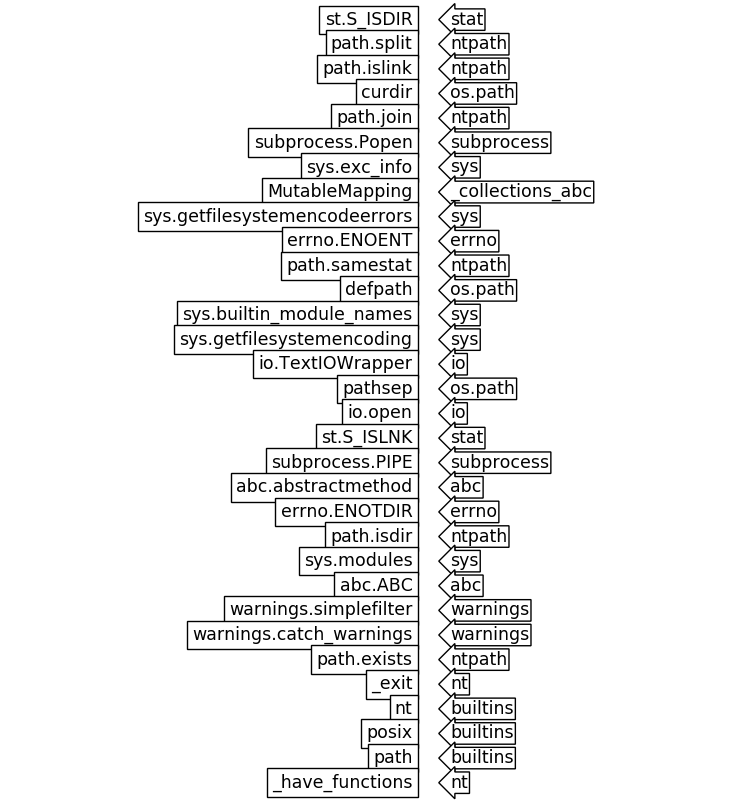 st.S_ISDIR stat
path.split ntpath
path.islink ntpath
curdir os.path
path.join ntpath
subprocess.Popen subprocess
sys.exc_info sys
MutableMapping _collections_abc
sys.getfilesystemencodeerrors sys
errno.ENOENT errno
path.samestat ntpath
defpath os.path
sys.builtin_module_names sys
sys.getfilesystemencoding sys
io.TextIOWrapper io
pathsep os.path
io.open io
st.S_ISLNK stat
subprocess.PIPE subprocess
abc.abstractmethod abc
errno.ENOTDIR errno
path.isdir ntpath
sys.modules sys
abc.ABC abc
warnings.simplefilter warnings
warnings.catch_warnings warnings
path.exists ntpath
_exit nt
nt builtins
posix builtins
path builtins
_have_functions nt